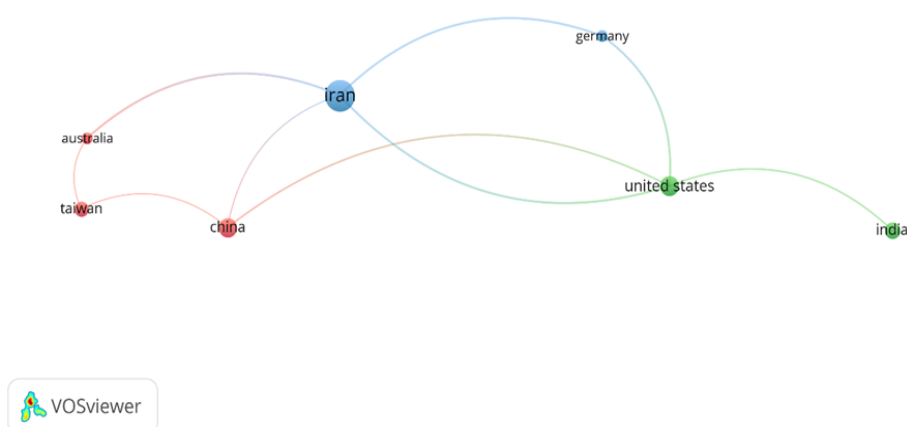 germany
iran
australia
united states
taiwan
china
india
VOSviewer